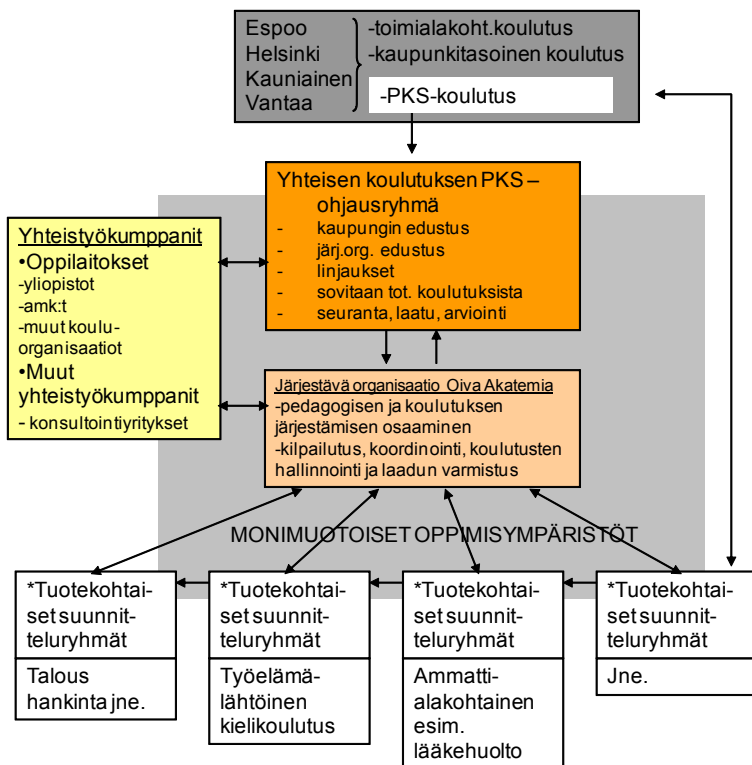 Espoo
Helsinki
Kauniainen
Vantaa
-toimialakoht.koulutus
-kaupunkitasoinen koulutus
-PKS-koulutus
Yhteisen koulutuksen PKS –
ohjausryhmä
- kaupungin edustus
- järj.org. edustus
- linjaukset
- sovitaan tot. koulutuksista
- seuranta, laatu, arviointi
Yhteistyökumppanit
•Oppilaitokset
-yliopistot
-amk:t
-muut koulu-
organisaatiot
•Muut
yhteistyökumppanit
- konsultointiyritykset
Järjestävä organisaatio Oiva Akatemia
-pedagogisen ja koulutuksen
järjestämisen osaaminen
-kilpailutus, koordinointi, koulutusten
hallinnointi ja laadun varmistus
MONIMUOTOISET OPPIMISYMPÄRISTÖT
*Tuotekohtai-
set suunnit-
teluryhmät
Talous
hankinta jne.
*Tuotekohtai-
set suunnit-
teluryhmät
Työelämä-
lähtöinen
kielikoulutus
*Tuotekohtai-
set suunnit-
teluryhmät
Ammatti-
alakohtainen
esim.
lääkehuolto
*Tuotekohtai-
set suunnit-
teluryhmät
Jne.